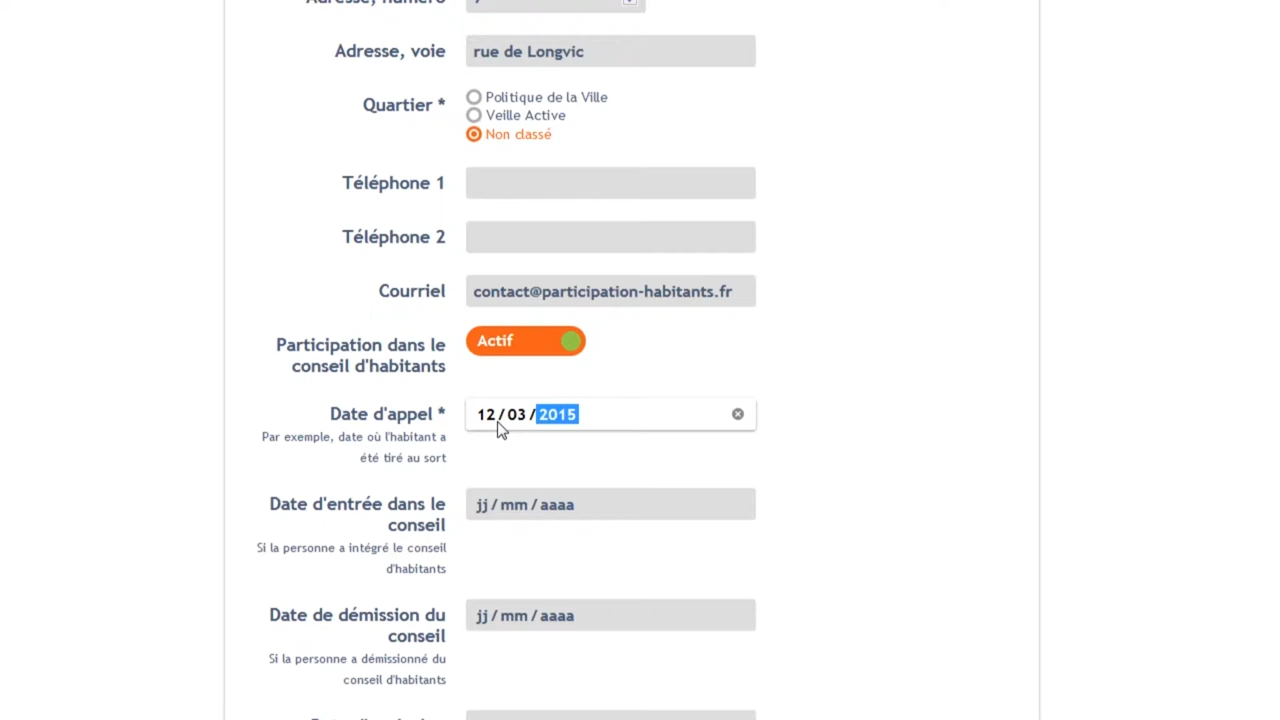 Adresse, numéro
Adresse, voie rue de Longvic
Quartier * Politique de la Ville
Veille Active
Non classé
Téléphone 1
Téléphone 2
Courriel contact@participation-habitants.fr
Participation dans le Actif
conseil d'habitants
Date d'appel * 12/03/2015
Par exemple, date où l'habitant a
été tiré au sort
Date d'entrée dans le jj/mm/aaaa
conseil
Si la personne a intégré le conseil
d'habitants
Date de démission du jj/mm/aaaa
conseil
Si la personne a démissionné du
conseil d'habitants